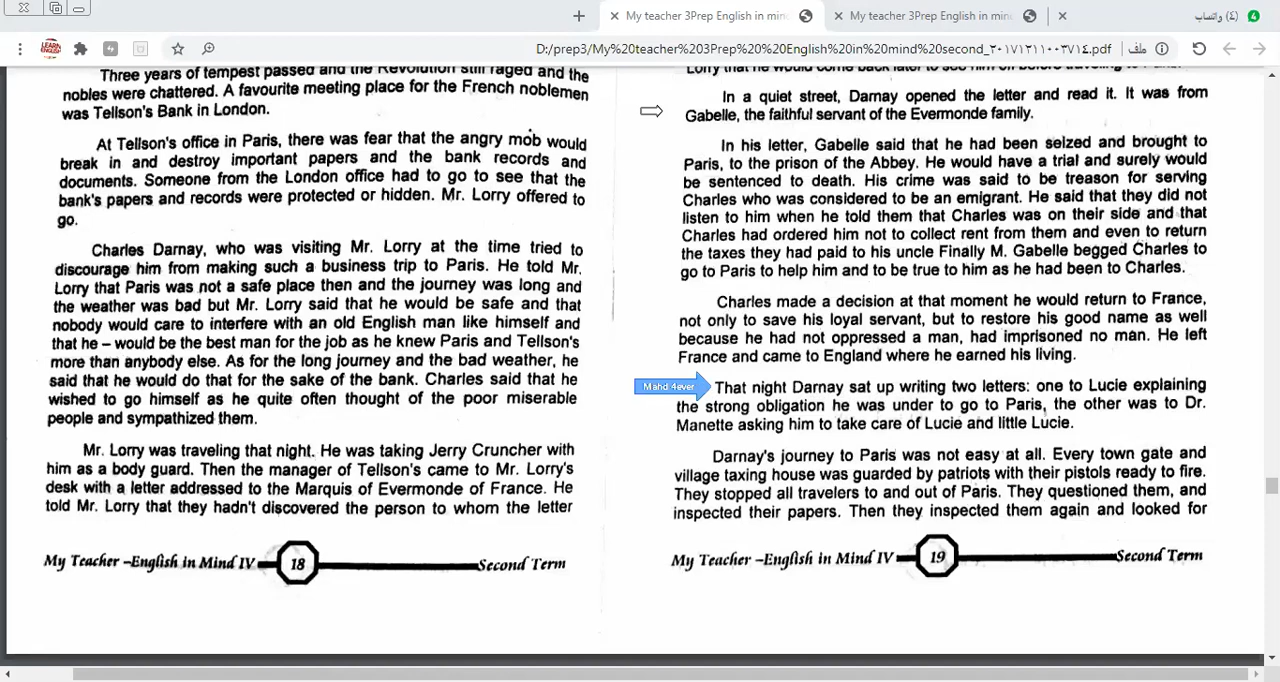 My teacher 3Prep English in mind
My teacher 3Prep English in mind
(٤) واتساب
D:/prep3/My%20teacher%203Prep%20%20English%20in%20mind%20second_٢٠١٧١٢١١٠٠٣٧١٤.pdf
ملف
Three years of tempest passed and the Revolution still raged and the
nobles were chattered. A favourite meeting place for the French noblemen
was Tellson's Bank in London.
At Tellson's office in Paris, there was fear that the angry mob would
break in and destroy important papers and the bank records and
documents. Someone from the London office had to go to see that the
bank's papers and records were protected or hidden. Mr. Lorry offered to
go.
Charles Darnay, who was visiting Mr. Lorry at the time tried to
discourage him from making such a business trip to Paris. He told Mr.
Lorry that Paris was not a safe place then and the journey was long and
the weather was bad but Mr. Lorry said that he would be safe and that
nobody would care to interfere with an old English man like himself and
that he – would be the best man for the job as he knew Paris and Tellson's
more than anybody else. As for the long journey and the bad weather, he
said that he would do that for the sake of the bank. Charles said that he
wished to go himself as he quite often thought of the poor miserable
people and sympathized them.
Mr. Lorry was traveling that night. He was taking Jerry Cruncher with
him as a body guard. Then the manager of Tellson's came to Mr. Lorry's
desk with a letter addressed to the Marquis of Evermonde of France. He
told Mr. Lorry that they hadn't discovered the person to whom the letter
My Teacher –English in Mind IV
18
Second Term
Lorry that he would come back later to see him off before traveling to
In a quiet street, Darnay opened the letter and read it. It was from
Gabelle, the faithful servant of the Evermonde family.
In his letter, Gabelle said that he had been seized and brought to
Paris, to the prison of the Abbey. He would have a trial and surely would
be sentenced to death. His crime was said to be treason for serving
Charles who was considered to be an emigrant. He said that they did not
listen to him when he told them that Charles was on their side and that
Charles had ordered him not to collect rent from them and even to return
the taxes they had paid to his uncle Finally M. Gabelle begged Charles to
go to Paris to help him and to be true to him as he had been to Charles.
Charles made a decision at that moment he would return to France,
not only to save his loyal servant, but to restore his good name as well
because he had not oppressed a man, had imprisoned no man. He left
France and came to England where he earned his living.
Mahd 4ever
That night Darnay sat up writing two letters: one to Lucie explaining
the strong obligation he was under to go to Paris, the other was to Dr.
Manette asking him to take care of Lucie and little Lucie.
Darnay's journey to Paris was not easy at all. Every town gate and
village taxing house was guarded by patriots with their pistols ready to fire.
They stopped all travelers to and out of Paris. They questioned them, and
inspected their papers. Then they inspected them again and looked for
My Teacher –English in Mind IV
19
Second Term